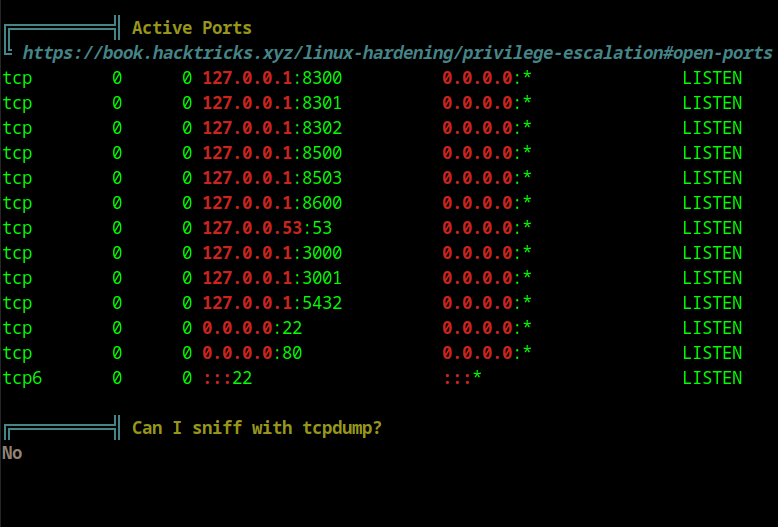 Active Ports
https://book.hacktricks.xyz/linux-hardening/privilege-escalation#open-ports
tcp 0 0 127.0.0.1:8300 0.0.0.0:* LISTEN
tcp 0 0 127.0.0.1:8301 0.0.0.0:* LISTEN
tcp 0 0 127.0.0.1:8302 0.0.0.0:* LISTEN
tcp 0 0 127.0.0.1:8500 0.0.0.0:* LISTEN
tcp 0 0 127.0.0.1:8503 0.0.0.0:* LISTEN
tcp 0 0 127.0.0.1:8600 0.0.0.0:* LISTEN
tcp 0 0 127.0.0.53:53 0.0.0.0:* LISTEN
tcp 0 0 127.0.0.1:3000 0.0.0.0:* LISTEN
tcp 0 0 127.0.0.1:3001 0.0.0.0:* LISTEN
tcp 0 0 127.0.0.1:5432 0.0.0.0:* LISTEN
tcp 0 0 0.0.0.0:22 0.0.0.0:* LISTEN
tcp 0 0 0.0.0.0:80 0.0.0.0:* LISTEN
tcp6 0 0 :::22 :::* LISTEN
Can I sniff with tcpdump?
No